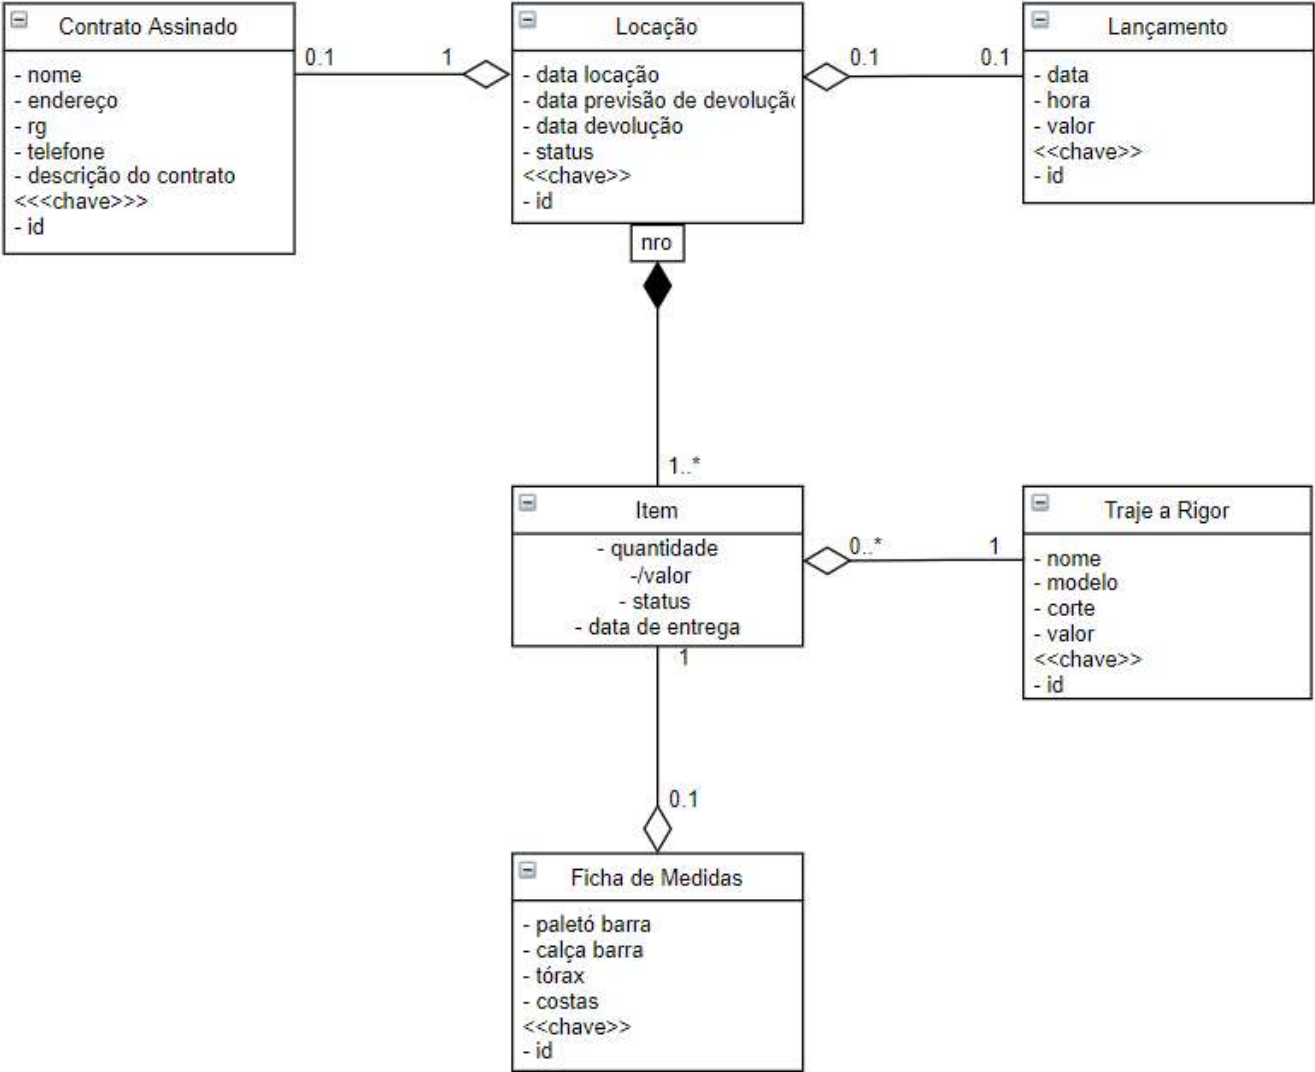 Contrato Assinado
- nome
- endereço
- rg
- telefone
- descrição do contrato
<<<chave>>>
- id
0.1
1
Locação
- data locação
- data previsão de devoluçã
- data devolução
- status
<<chave>>
- id
nro
0.1
0.1
Lançamento
- data
- hora
- valor
<<chave>>
- id
1..*
Item
- quantidade
-/valor
- status
- data de entrega
0..*
1
Traje a Rigor
- nome
- modelo
- corte
- valor
<<chave>>
- id
1
0.1
Ficha de Medidas
- paletó barra
- calça barra
- tórax
- costas
<<chave>>
- id